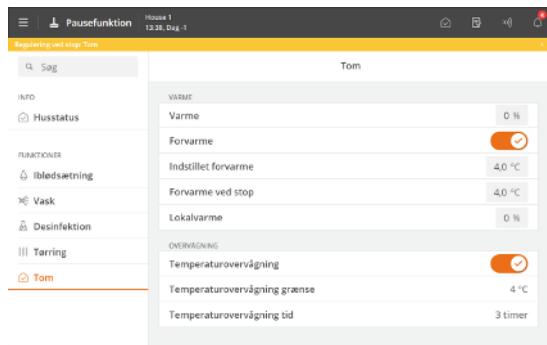 Pausefunktion
House 1
13:38, Dag -1
Regulering ved stop: Tom
Søg
INFO
Husstatus
FUNKTIONER
Iblødsætning
Vask
Desinfektion
Tørring
Tom
Tom
VARME
Varme 0 %
Forvarme
Indstillet forvarme 4,0 °C
Forvarme ved stop 4,0 °C
Lokalvarme 0 %
OVERVÅGNING
Temperaturovervågning
Temperaturovervågning grænse 4 °C
Temperaturovervågning tid 3 timer